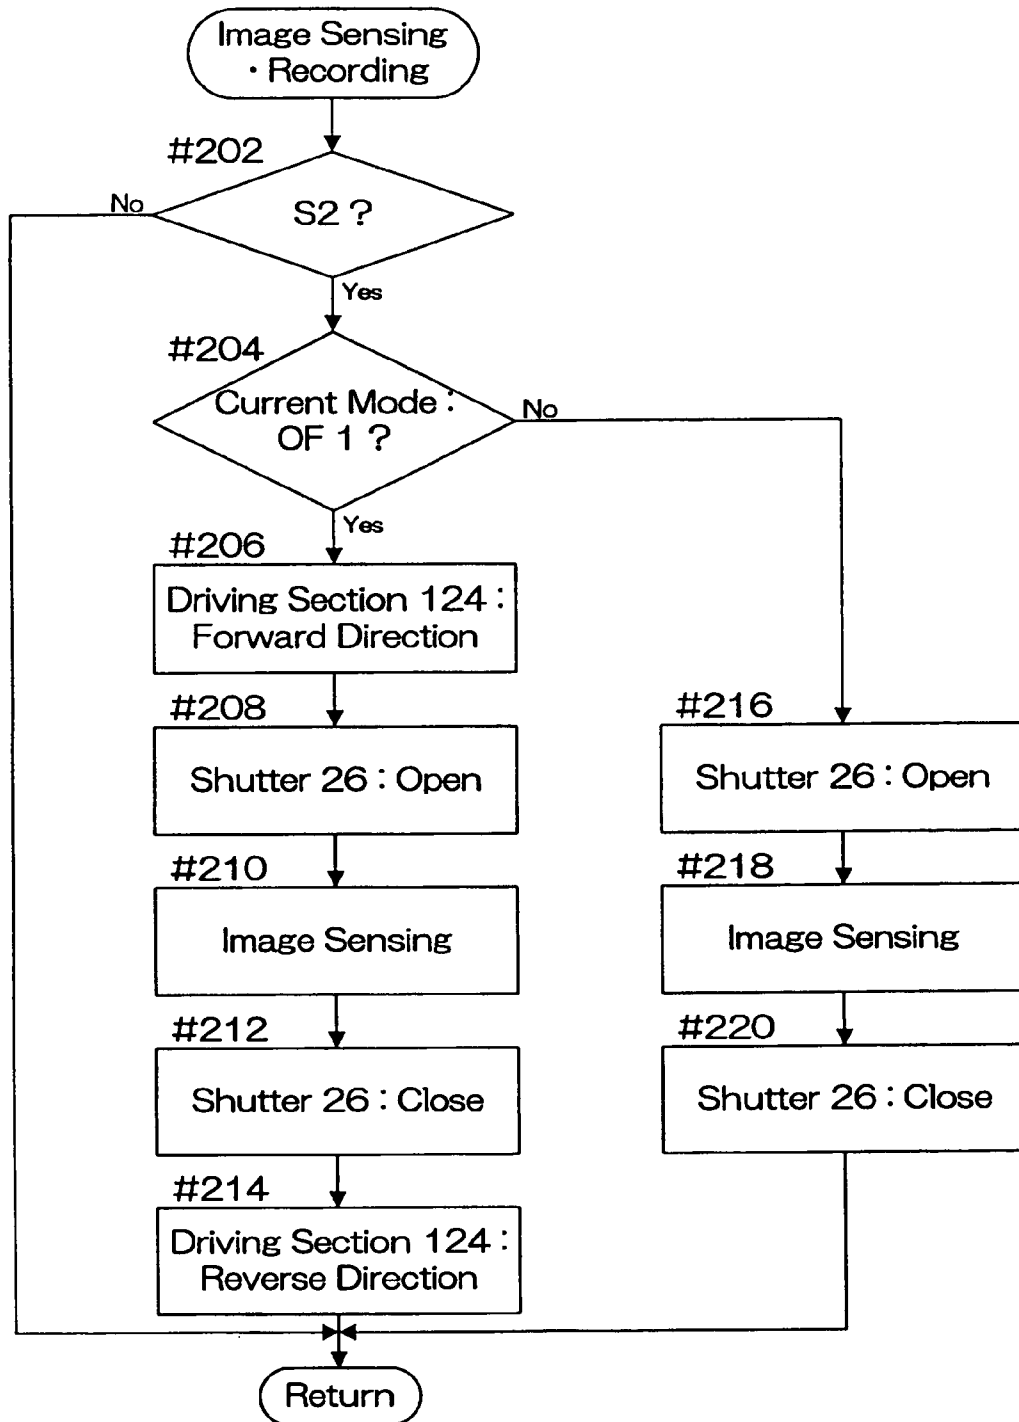 Image Sensing
・Recording
#202
No
S2 ?
Yes
#204
Current Mode :
OF 1 ?
No
Yes
#206
Driving Section 124 :
Forward Direction
#208
Shutter 26 : Open
#210
Image Sensing
#212
Shutter 26 : Close
#214
Driving Section 124 :
Reverse Direction
#216
Shutter 26 : Open
#218
Image Sensing
#220
Shutter 26 : Close
Return